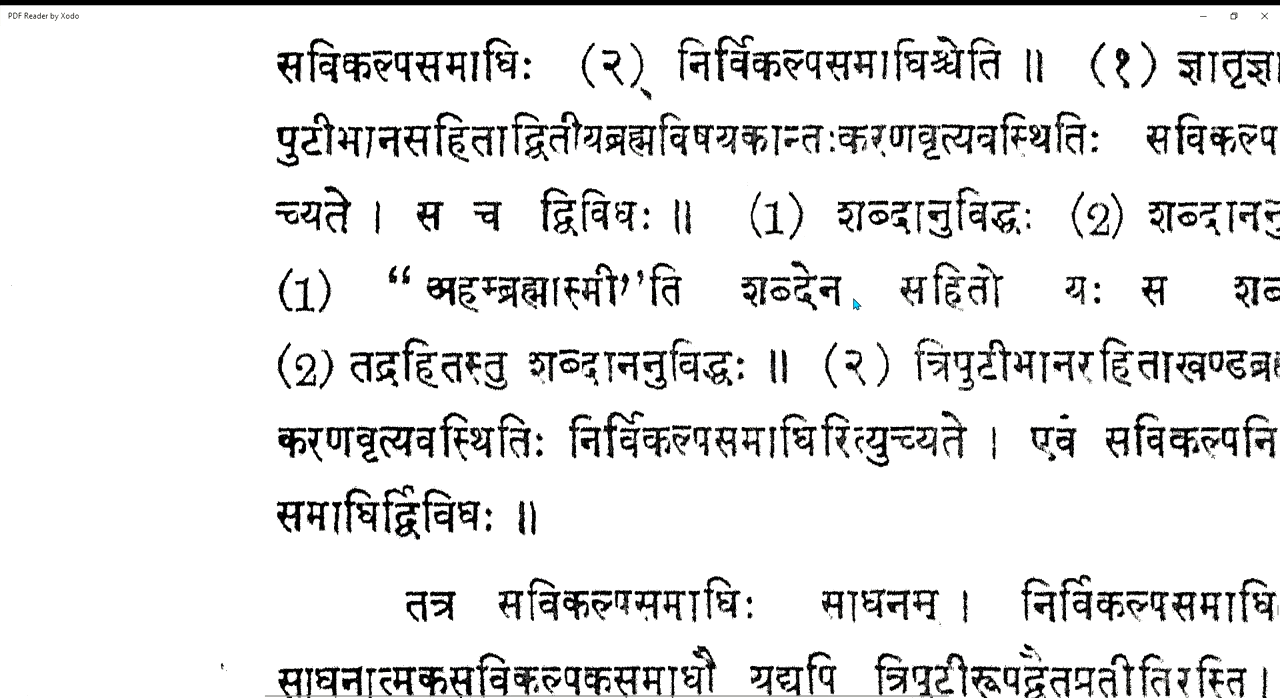 PDF Reader by Xodo
सविकल्पसमाधिः (२) निर्विकल्पसमाधिश्चेति ॥ (१) ज्ञातृज्ञा
पुटीभानसहिताद्वितीयब्रह्मविषयकान्तःकरणवृत्यवस्थितिः सविकल्प
च्यते । स च द्विविधः ॥ (1) शब्दानुविद्धः (2) शब्दाननु
(1) “अहम्ब्रह्मास्मी”ति शब्देन सहितो यः स शब्
(2) तद्रहितस्तु शब्दाननुविद्धः ॥ (२) त्रिपुटीभानरहिताखण्डब्रह
करणवृत्यवस्थितिः निर्विकल्पसमाधिरित्युच्यते । एवं सविकल्पनि
समाधिर्द्विविधः ॥
तत्र सविकल्पसमाधिः साधनम् । निर्विकल्पसमाधि
साधनात्मकसविकल्पकसमाधौ यद्यपि त्रिपुटीरूपद्वैतप्रतीतिरस्ति ।